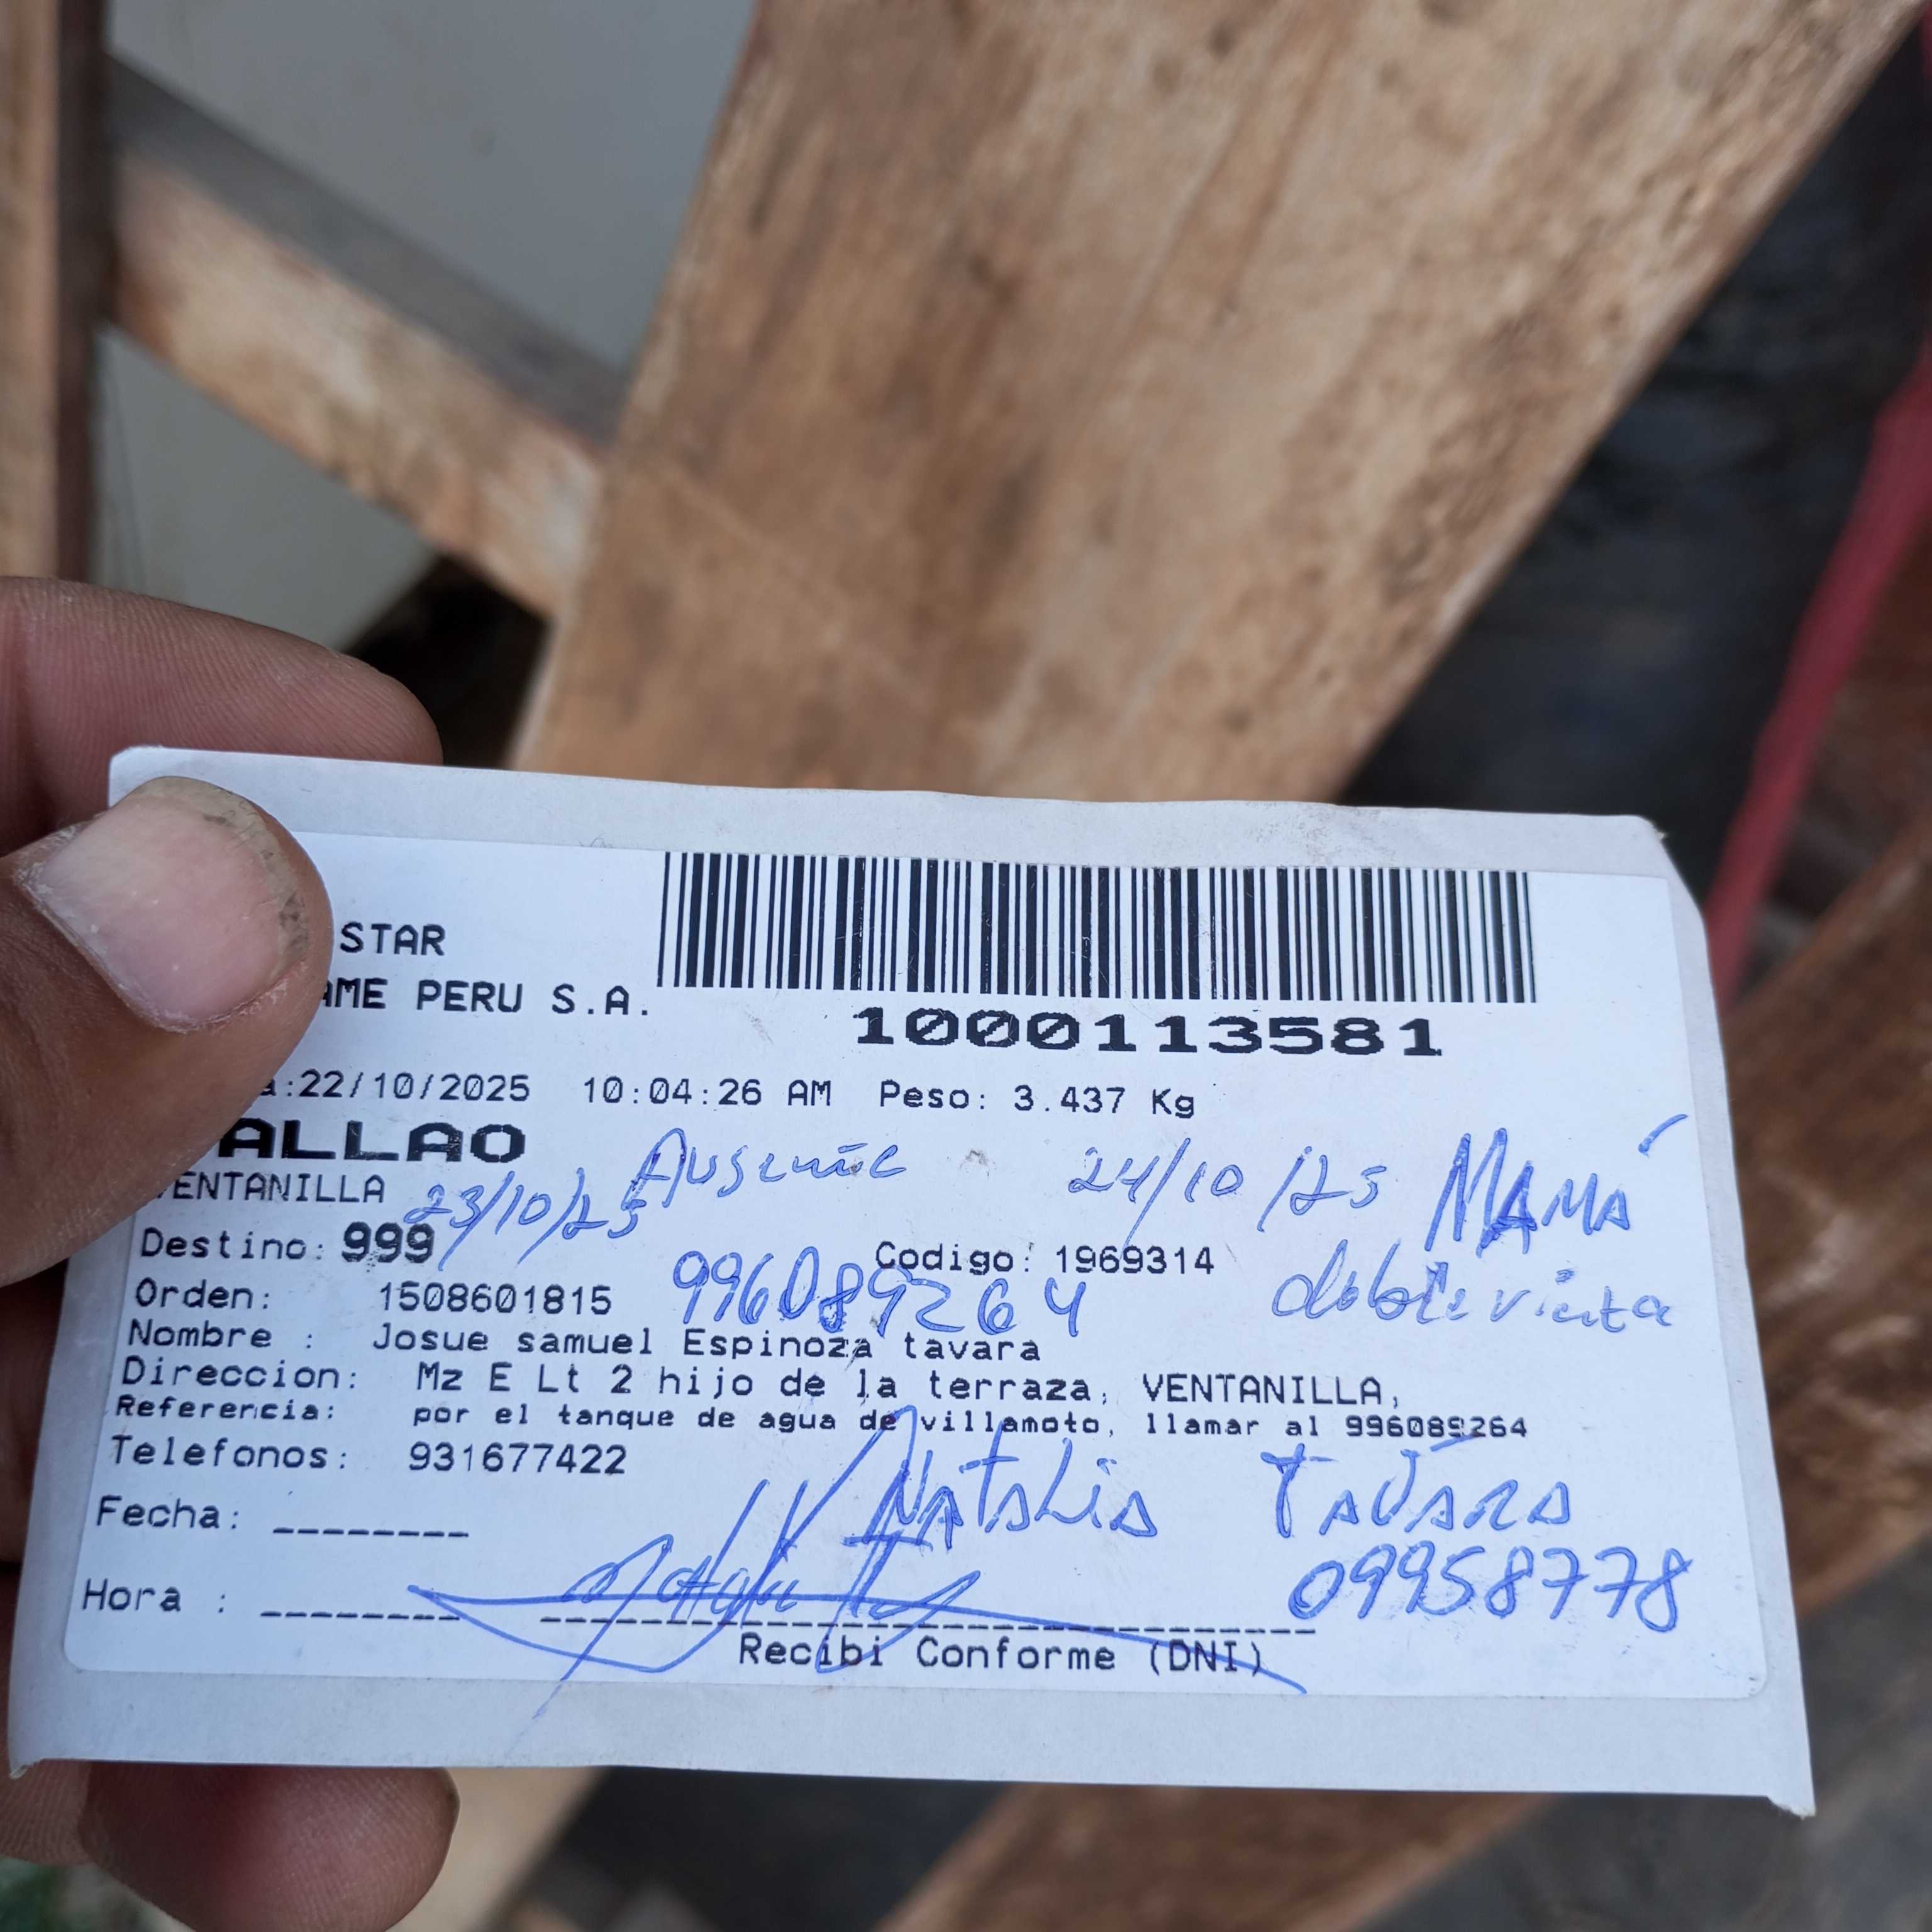 STAR
AME PERU S.A.
1000113581
a:22/10/2025 10:04:26 AM Peso: 3.437 Kg
ALLAO
VENTANILLA 23/10/25 Ausente 24/10/25 MAMÁ
Destino: 999 Codigo: 1969314 doble visita
Orden: 1508601815 996089264
Nombre : Josue samuel Espinoza tavara
Direccion: Mz E Lt 2 hijo de la terraza, VENTANILLA,
Referencia: por el tanque de agua de villamoto, llamar al 996089264
Telefonos: 931677422
NATALIA TAVARA
Fecha: --------
09958778
Hora : --------
Recibi Conforme (DNI)